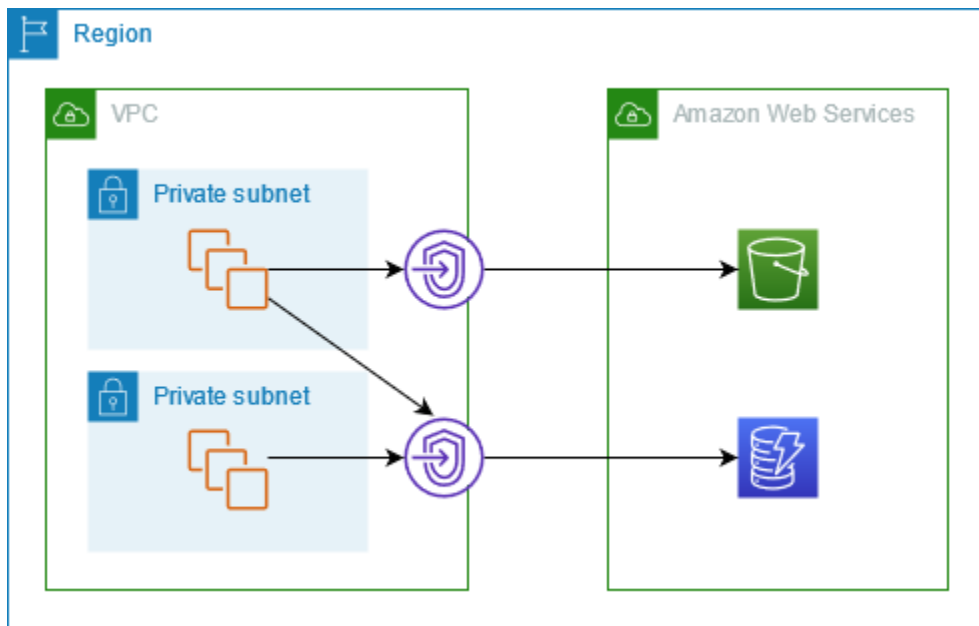 Region
VPC
Amazon Web Services
Private subnet
Private subnet